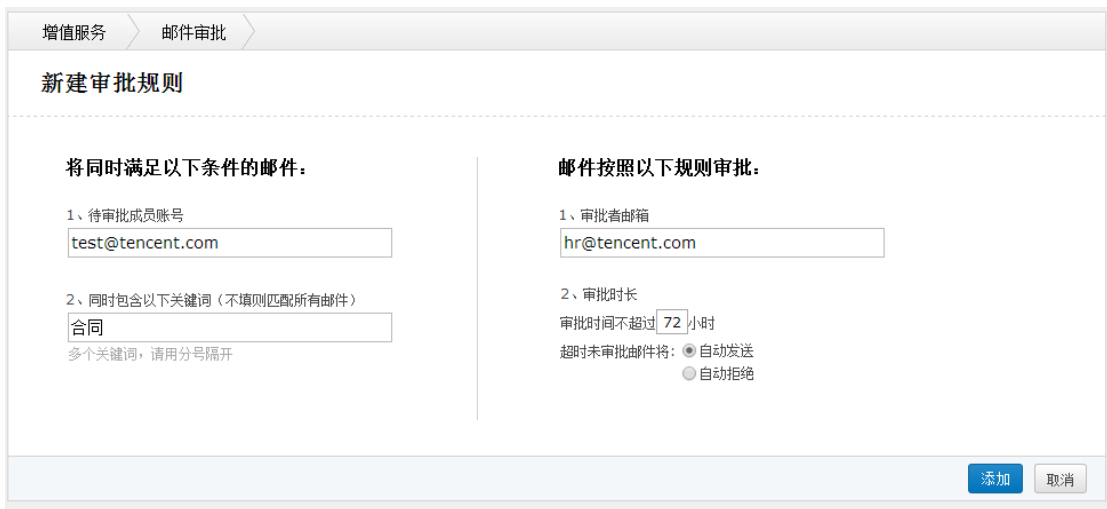 增值服务 邮件审批
新建审批规则
将同时满足以下条件的邮件：
1、待审批成员账号
test@tencent.com
2、同时包含以下关键词（不填则匹配所有邮件）
合同
多个关键词，请用分号隔开
邮件按照以下规则审批：
1、审批者邮箱
hr@tencent.com
2、审批时长
审批时间不超过 72 小时
超时未审批邮件将： 自动发送
自动拒绝
添加 取消